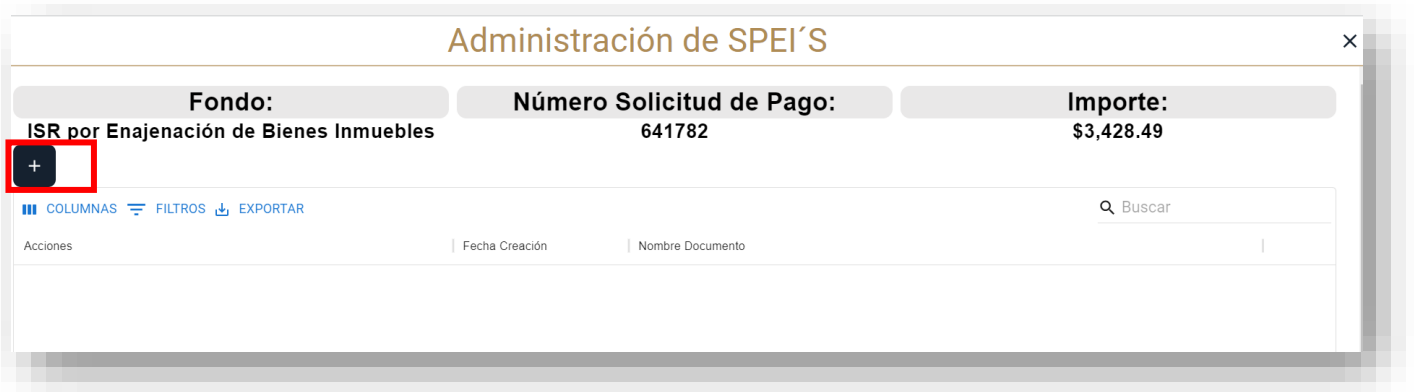 Administración de SPEI´S
Fondo: Número Solicitud de Pago: Importe:
ISR por Enajenación de Bienes Inmuebles 641782 $3,428.49
+
COLUMNAS FILTROS EXPORTAR Buscar
Acciones Fecha Creación Nombre Documento